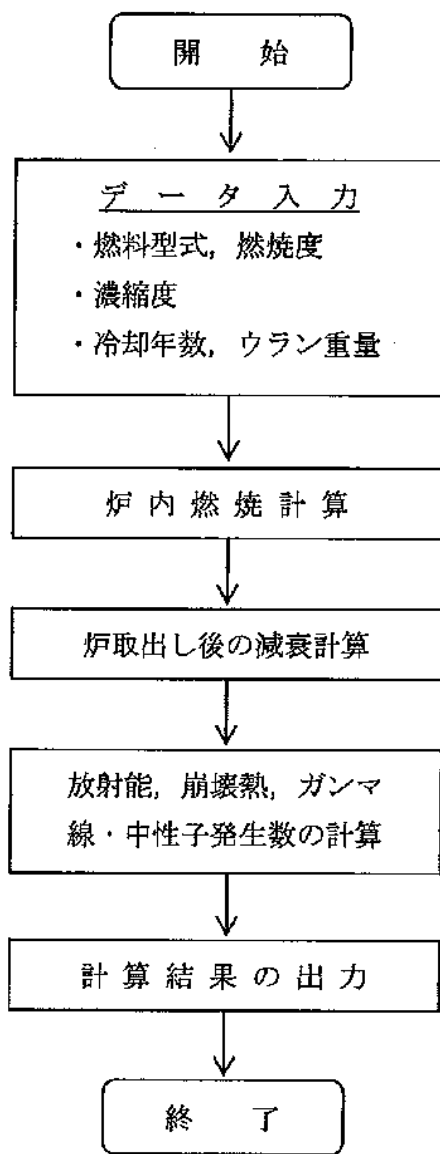 開始
データ入力
・燃料型式，燃焼度
・濃縮度
・冷却年数，ウラン重量
炉内燃焼計算
炉取出し後の減衰計算
放射能，崩壊熱，ガンマ
線・中性子発生数の計算
計算結果の出力
終了